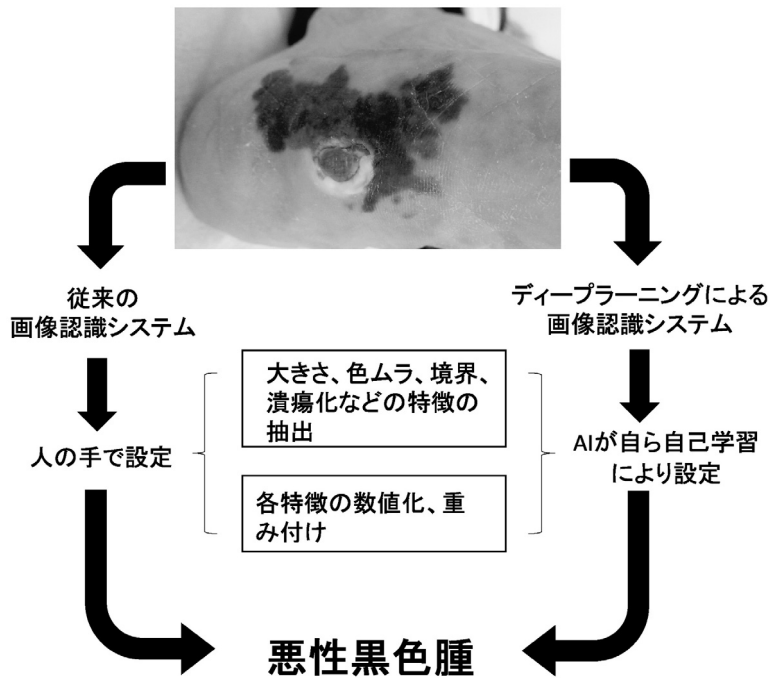 従来の
画像認識システム
ディープラーニングによる
画像認識システム
大きさ、色ムラ、境界、
潰瘍化などの特徴の
抽出
人の手で設定
AIが自ら自己学習
により設定
各特徴の数値化、重
み付け
悪性黒色腫